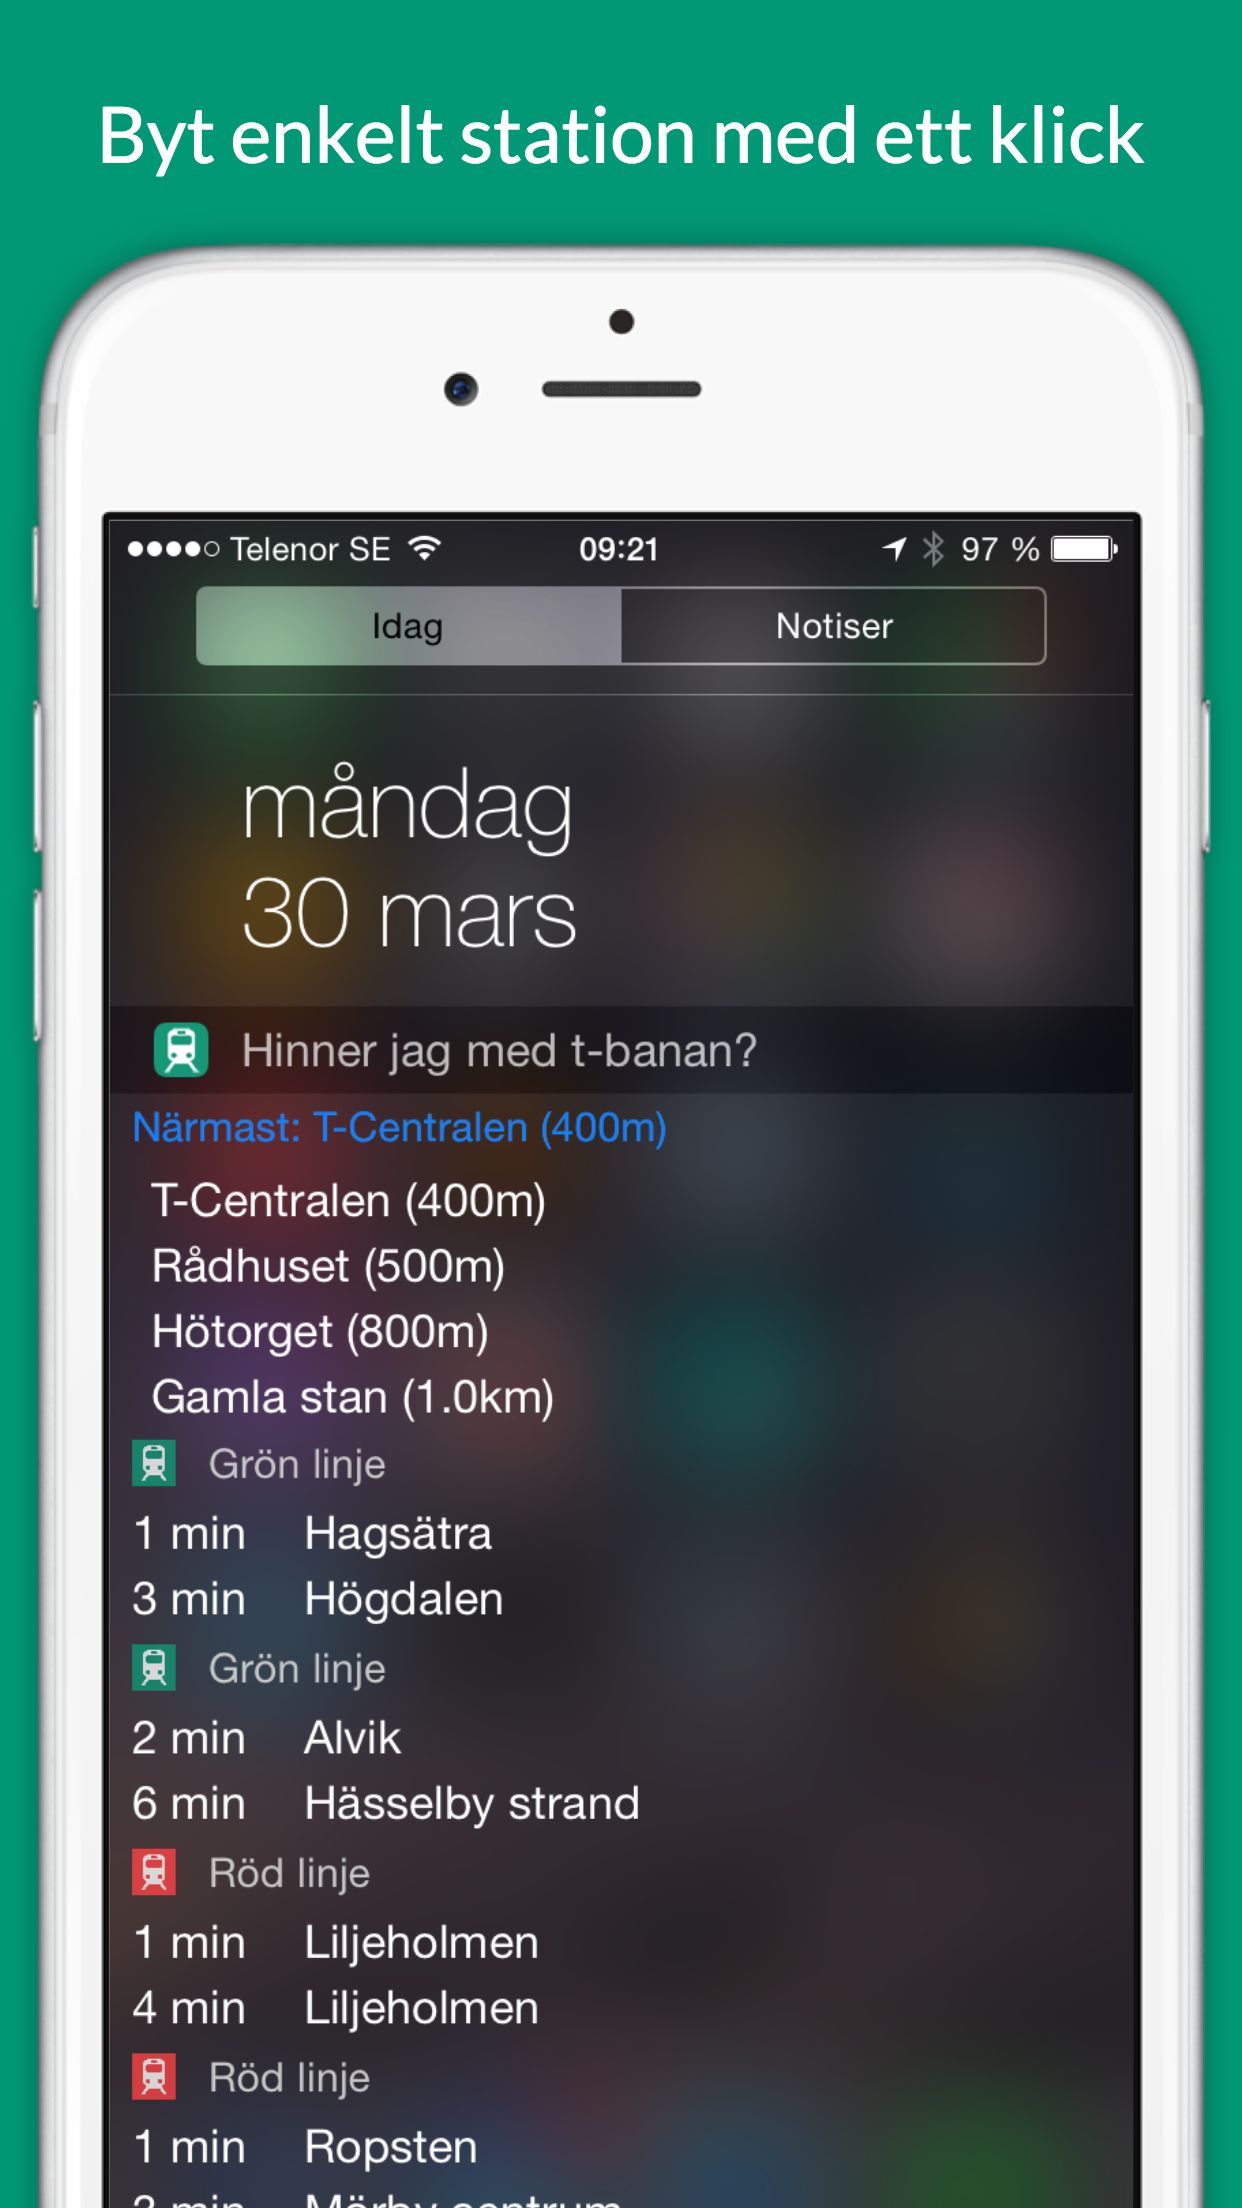 Byt enkelt station med ett klick
Telenor SE 09:21 97 %
Idag Notiser
måndag
30 mars
Hinner jag med t-banan?
Närmast: T-Centralen (400m)
T-Centralen (400m)
Rådhuset (500m)
Hötorget (800m)
Gamla stan (1.0km)
Grön linje
1 min Hagsätra
3 min Högdalen
Grön linje
2 min Alvik
6 min Hässelby strand
Röd linje
1 min Liljeholmen
4 min Liljeholmen
Röd linje
1 min Ropsten
min Mörby centrum